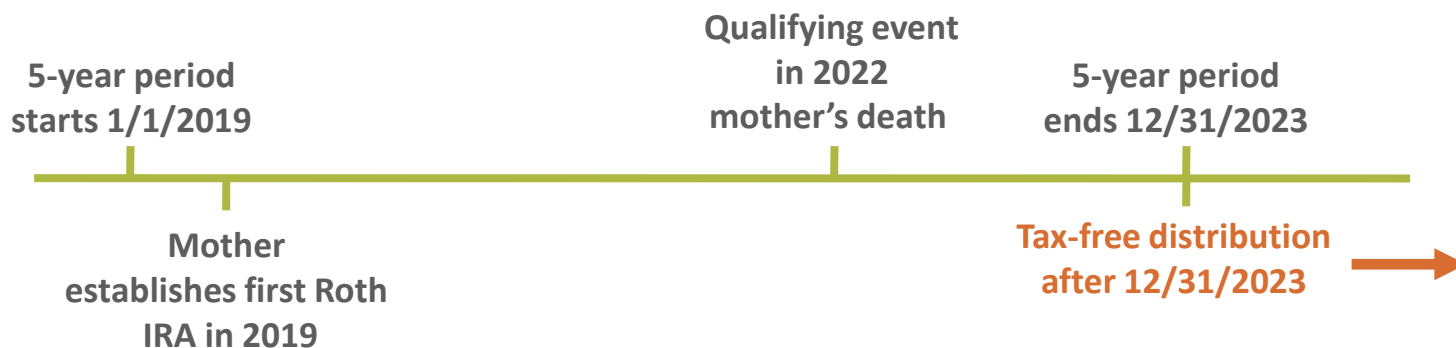 5-year period
starts 1/1/2019
Mother
establishes first Roth
IRA in 2019
Qualifying event
in 2022
mother’s death
5-year period
ends 12/31/2023
Tax-free distribution
after 12/31/2023